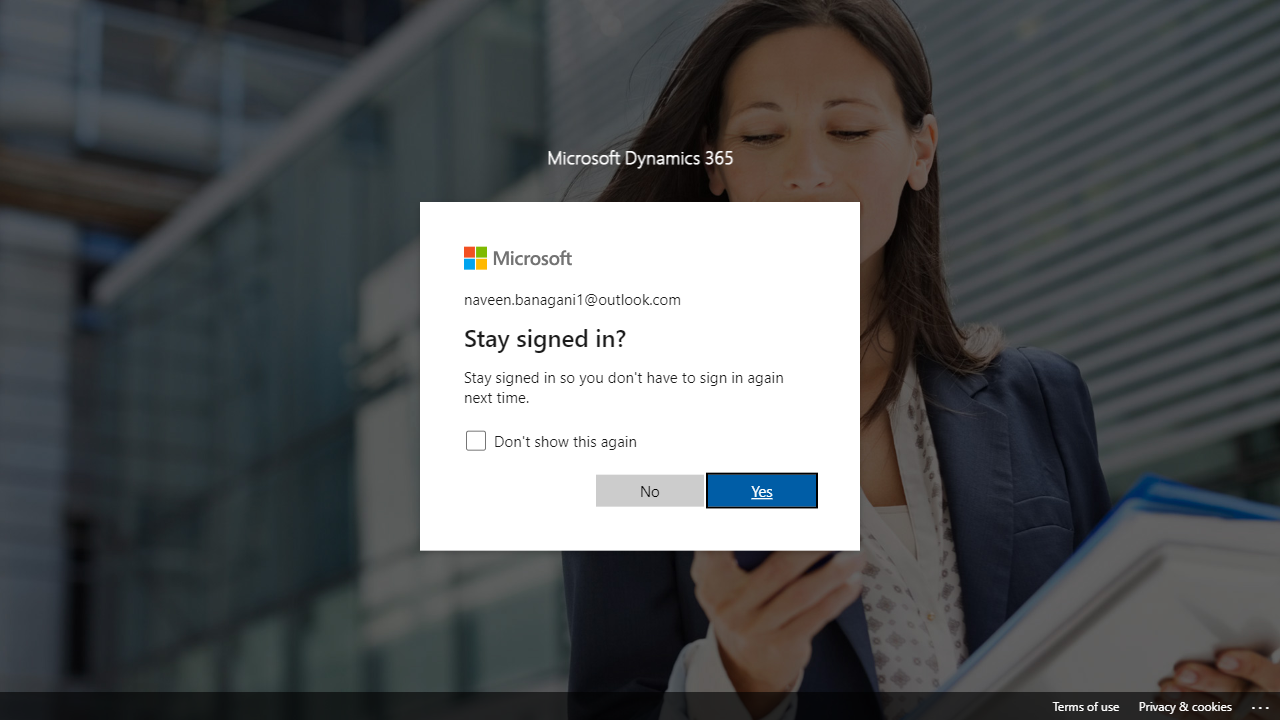 Microsoft Dynamics 365
Microsoft
naveen.banagani1@outlook.com
Stay signed in?
Stay signed in so you don't have to sign in again
next time.
Don't show this again
No
Yes
Terms of use
Privacy & cookies
...